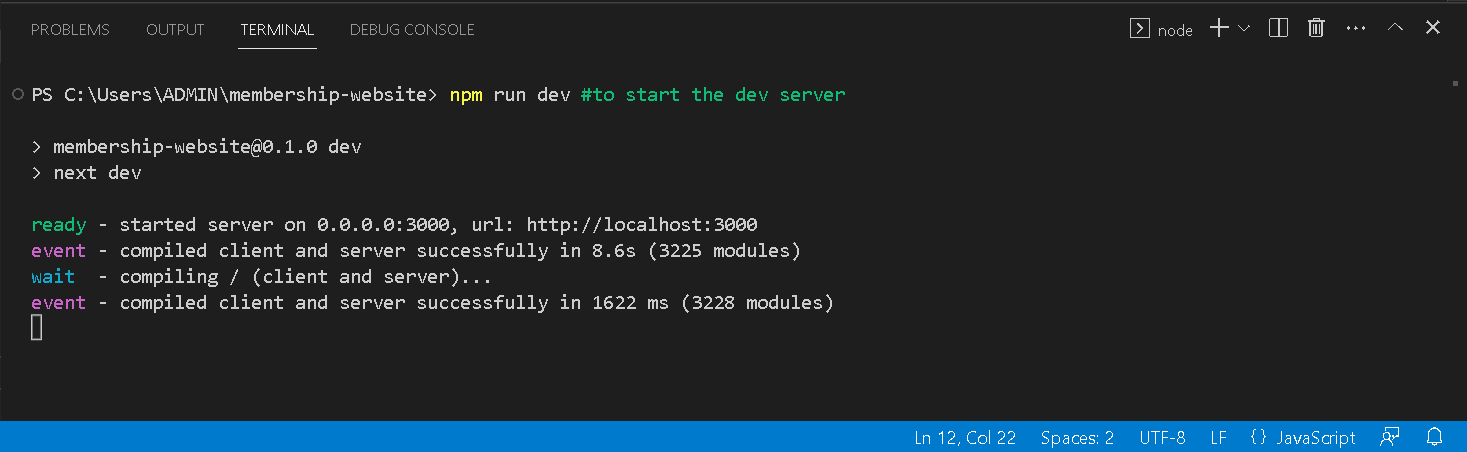 PROBLEMS OUTPUT TERMINAL DEBUG CONSOLE node
PS C:\Users\ADMIN\membership-website> npm run dev #to start the dev server
> membership-website@0.1.0 dev
> next dev
ready - started server on 0.0.0.0:3000, url: http://localhost:3000
event - compiled client and server successfully in 8.6s (3225 modules)
wait  - compiling / (client and server)...
event - compiled client and server successfully in 1622 ms (3228 modules)
Ln 12, Col 22 Spaces: 2 UTF-8 LF {} JavaScript